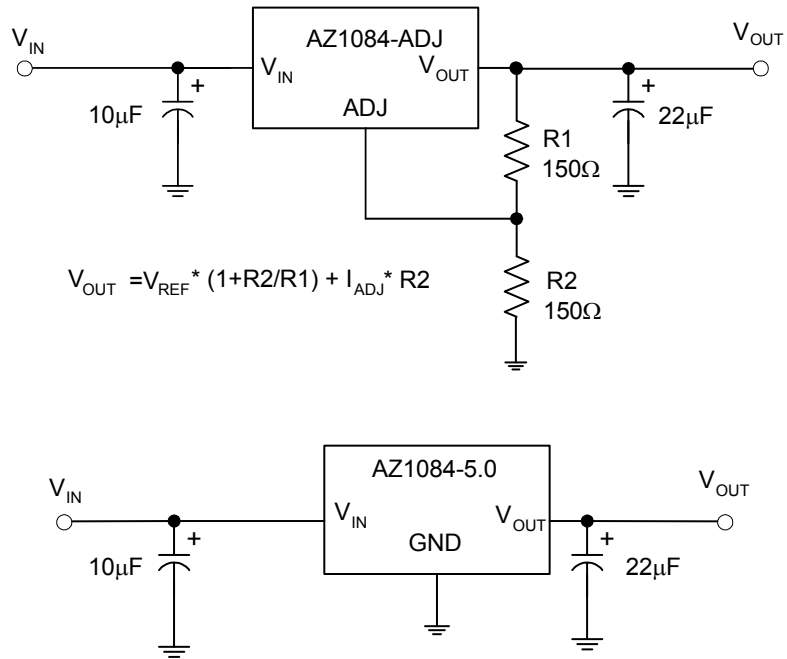 V_IN
AZ1084-ADJ
V_OUT
V_IN
V_OUT
+
10μF
ADJ
+
22μF
R1
150Ω
V_OUT =V_REF* (1+R2/R1) + I_ADJ* R2
R2
150Ω
V_IN
AZ1084-5.0
V_OUT
V_IN
V_OUT
+
10μF
GND
+
22μF